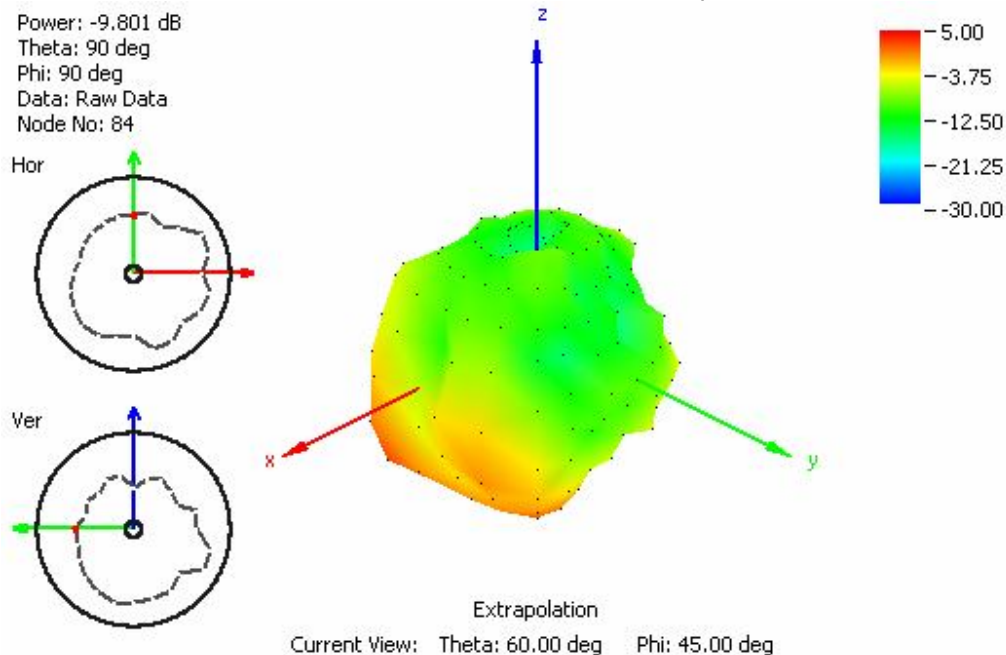 Power: -9.801 dB
Theta: 90 deg
Phi: 90 deg
Data: Raw Data
Node No: 84
Hor
Ver
z
x
y
5.00
-3.75
-12.50
-21.25
-30.00
Extrapolation
Current View: Theta: 60.00 deg Phi: 45.00 deg